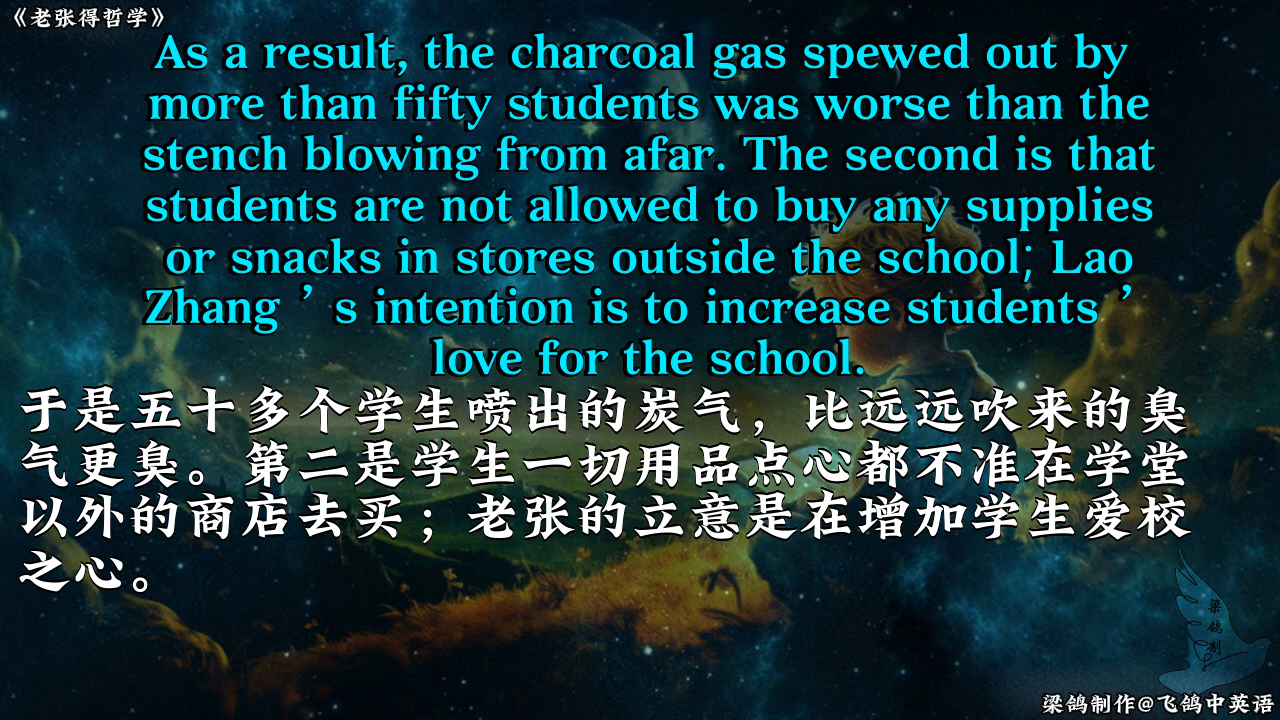 《老张得哲学》
As a result, the charcoal gas spewed out by
more than fifty students was worse than the
stench blowing from afar. The second is that
students are not allowed to buy any supplies
or snacks in stores outside the school; Lao
Zhang ’ s intention is to increase students ’
love for the school.
于是五十多个学生喷出的炭气，比远远吹来的臭
气更臭。第二是学生一切用品点心都不准在学堂
以外的商店去买；老张的立意是在增加学生爱校
之心。
梁鸽制
梁鸽制作@飞鸽中英语